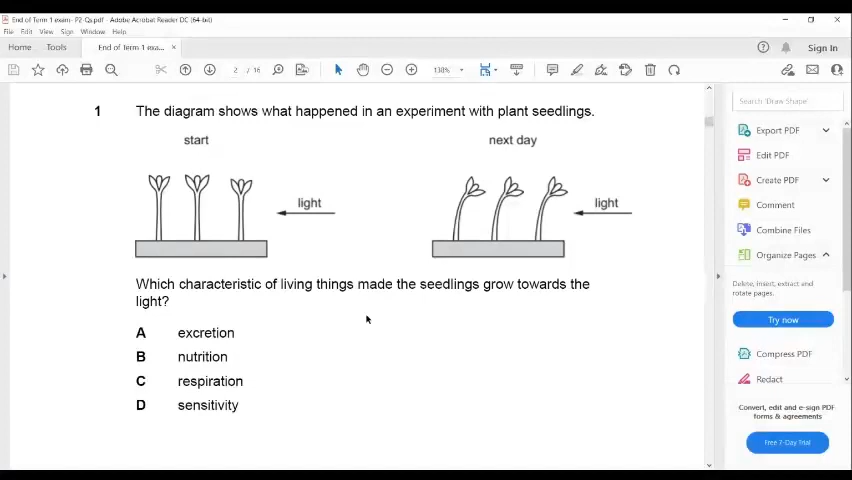 End of Term 1 exam- P2-Qs.pdf - Adobe Acrobat Reader DC (64-bit)
File Edit View Sign Window Help
Home Tools End of Term 1 exa... × Sign In
2 / 16 138%
1 The diagram shows what happened in an experiment with plant seedlings.
start next day
light light
Which characteristic of living things made the seedlings grow towards the
light?
A excretion
B nutrition
C respiration
D sensitivity
Search 'Draw Shape'
Export PDF
Edit PDF
Create PDF
Comment
Combine Files
Organize Pages
Delete, insert, extract and
rotate pages.
Try now
Compress PDF
Redact
Convert, edit and e-sign PDF
forms & agreements
Free 7-Day Trial